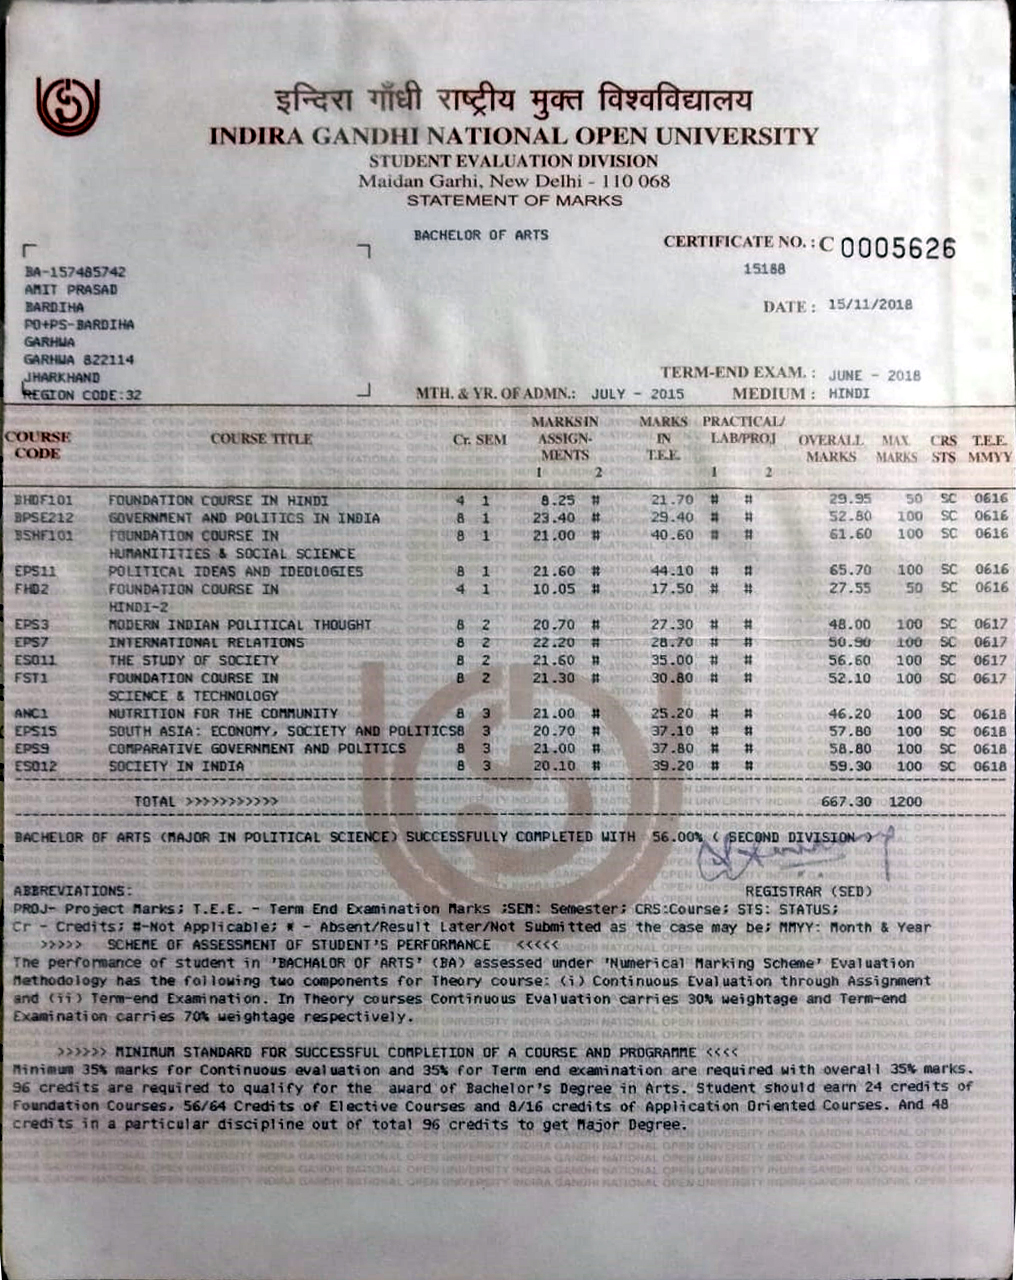 इन्दिरा गाँधी राष्ट्रीय मुक्त विश्वविद्यालय
INDIRA GANDHI NATIONAL OPEN UNIVERSITY
STUDENT EVALUATION DIVISION
Maidan Garhi, New Delhi - 110 068
STATEMENT OF MARKS
BACHELOR OF ARTS
CERTIFICATE NO. : C 0005626
15188
DATE : 15/11/2018
BA-157485742
AMIT PRASAD
BARDIHA
PO+PS-BARDIHA
GARHWA
GARHWA 822114
JHARKHAND
REGION CODE:32
TERM-END EXAM. : JUNE - 2018
MTH. & YR. OF ADMN.: JULY - 2015 MEDIUM : HINDI
COURSE CODE COURSE TITLE Cr. SEM MARKS IN ASSIGN-MENTS 1 2 MARKS IN T.E.E. PRACTICAL/ LAB/PROJ 1 2 OVERALL MARKS MAX MARKS CRS STS T.E.E. MMYY
BHDF101 FOUNDATION COURSE IN HINDI 4 1 8.25 # 21.70 # # 29.95 50 SC 0616
BPSE212 GOVERNMENT AND POLITICS IN INDIA 8 1 23.40 # 29.40 # # 52.80 100 SC 0616
BSHF101 FOUNDATION COURSE IN 8 1 21.00 # 40.60 # # 61.60 100 SC 0616
HUMANITITIES & SOCIAL SCIENCE
EPS11 POLITICAL IDEAS AND IDEOLOGIES 8 1 21.60 # 44.10 # # 65.70 100 SC 0616
FHD2 FOUNDATION COURSE IN 4 1 10.05 # 17.50 # # 27.55 50 SC 0616
HINDI-2
EPS3 MODERN INDIAN POLITICAL THOUGHT 8 2 20.70 # 27.30 # # 48.00 100 SC 0617
EPS7 INTERNATIONAL RELATIONS 8 2 22.20 # 28.70 # # 50.90 100 SC 0617
ESO11 THE STUDY OF SOCIETY 8 2 21.60 # 35.00 # # 56.60 100 SC 0617
FST1 FOUNDATION COURSE IN 8 2 21.30 # 30.80 # # 52.10 100 SC 0617
SCIENCE & TECHNOLOGY
ANC1 NUTRITION FOR THE COMMUNITY 8 3 21.00 # 25.20 # # 46.20 100 SC 0618
EPS15 SOUTH ASIA: ECONOMY, SOCIETY AND POLITICS8 3 20.70 # 37.10 # # 57.80 100 SC 0618
EPS9 COMPARATIVE GOVERNMENT AND POLITICS 8 3 21.00 # 37.80 # # 58.80 100 SC 0618
ESO12 SOCIETY IN INDIA 8 3 20.10 # 39.20 # # 59.30 100 SC 0618
TOTAL >>>>>>>>>>> 667.30 1200
BACHELOR OF ARTS (MAJOR IN POLITICAL SCIENCE) SUCCESSFULLY COMPLETED WITH 56.00% ( SECOND DIVISION )
ABBREVIATIONS: REGISTRAR (SED)
PROJ- Project Marks; T.E.E. - Term End Examination Marks ;SEM: Semester; CRS:Course; STS: STATUS;
Cr - Credits; #-Not Applicable; * - Absent/Result Later/Not Submitted as the case may be; MMYY: Month & Year
>>>>> SCHEME OF ASSESSMENT OF STUDENT'S PERFORMANCE <<<<<
The performance of student in 'BACHALOR OF ARTS' (BA) assessed under 'Numerical Marking Scheme' Evaluation
Methodology has the following two components for Theory course: (i) Continuous Evaluation through Assignment
and (ii) Term-end Examination. In Theory courses Continuous Evaluation carries 30% weightage and Term-end
Examination carries 70% weightage respectively.
>>>>>> MINIMUM STANDARD FOR SUCCESSFUL COMPLETION OF A COURSE AND PROGRAMME <<<<
Minimum 35% marks for Continuous evaluation and 35% for Term end examination are required with overall 35% marks.
96 credits are required to qualify for the award of Bachelor's Degree in Arts. Student should earn 24 credits of
Foundation Courses, 56/64 Credits of Elective Courses and 8/16 credits of Application Oriented Courses. And 48
credits in a particular discipline out of total 96 credits to get Major Degree.